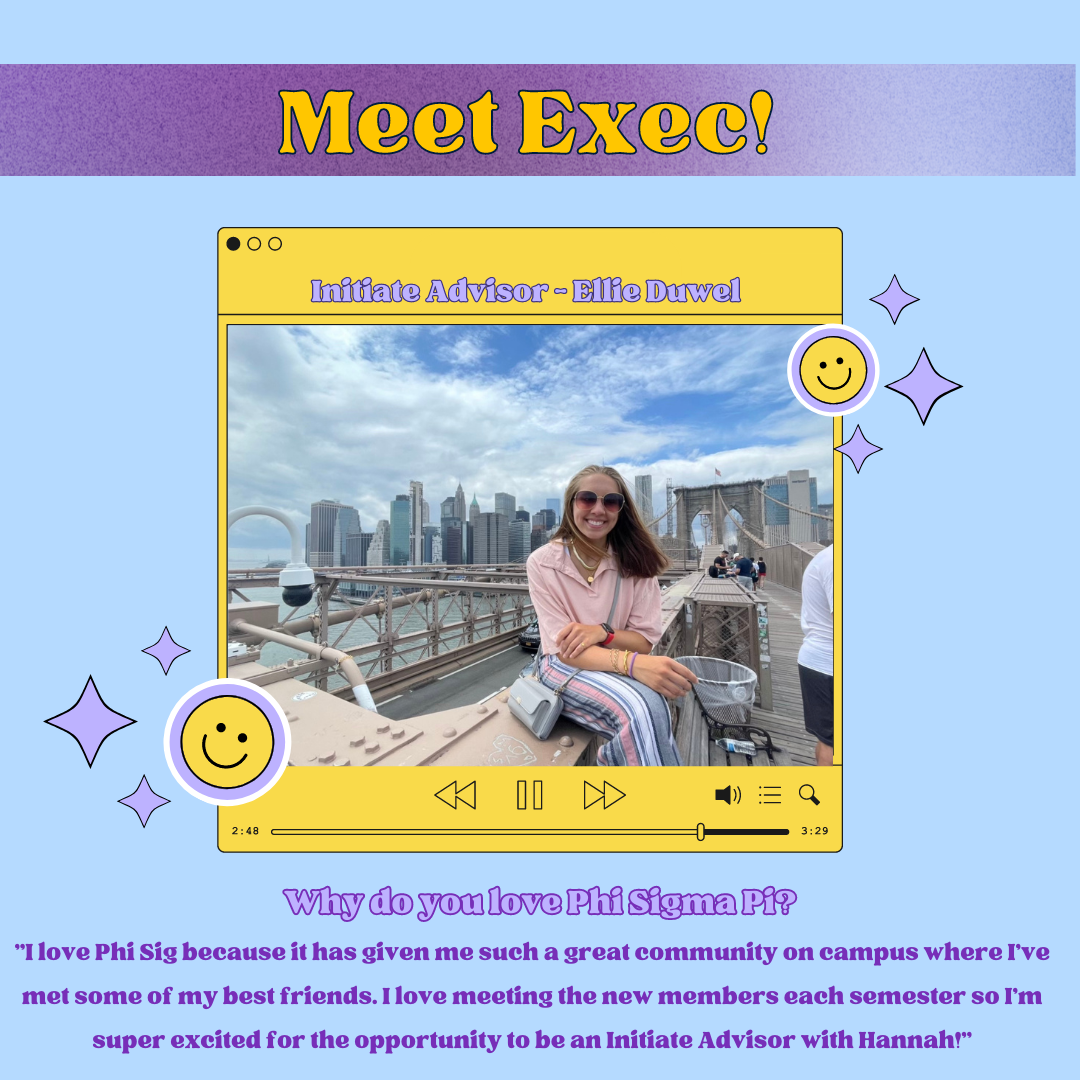 Meet Exec!
Initiate Advisor - Ellie Duwel
2:48
3:29
Why do you love Phi Sigma Pi?
"I love Phi Sig because it has given me such a great community on campus where I've
met some of my best friends. I love meeting the new members each semester so I'm
super excited for the opportunity to be an Initiate Advisor with Hannah!"